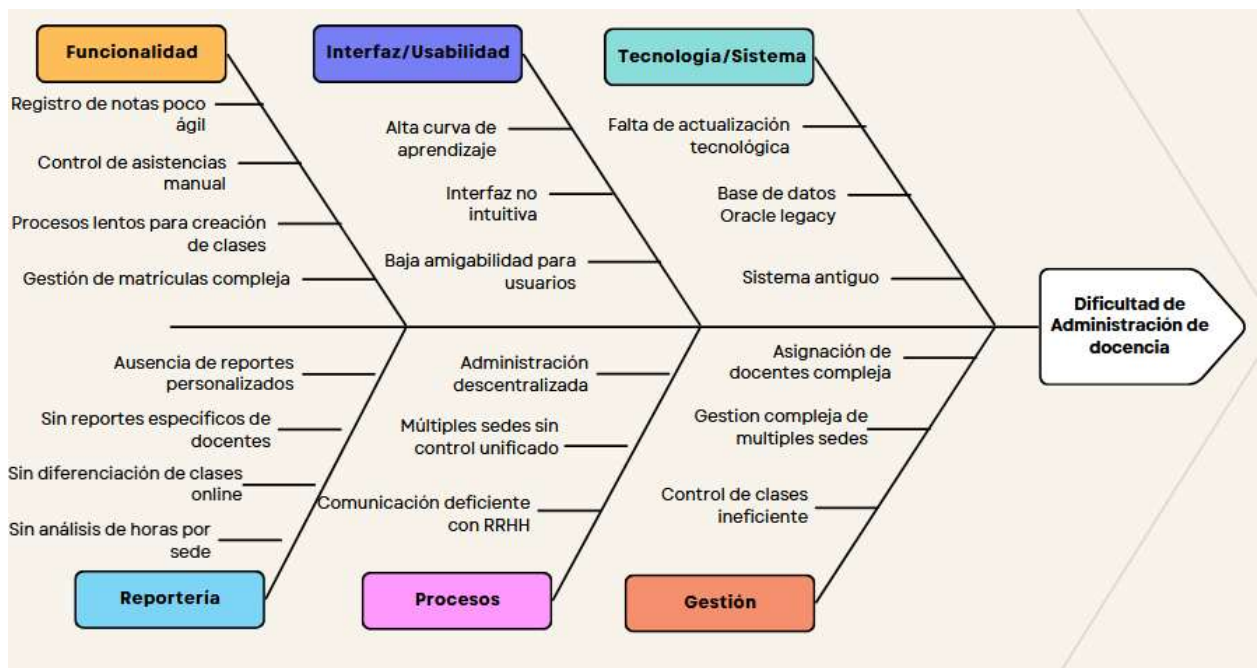 Funcionalidad
Registro de notas poco
ágil
Control de asistencias
manual
Procesos lentos para creación
de clases
Gestión de matrículas compleja
Interfaz/Usabilidad
Alta curva de
aprendizaje
Interfaz no
intuitiva
Baja amigabilidad para
usuarios
Tecnología/Sistema
Falta de actualización
tecnológica
Base de datos
Oracle legacy
Sistema antiguo
Dificultad de
Administración de
docencia
Ausencia de reportes
personalizados
Sin reportes específicos de
docentes
Sin diferenciación de clases
online
Sin análisis de horas por
sede
Reportería
Administración
descentralizada
Múltiples sedes sin
control unificado
Comunicación deficiente
con RRHH
Procesos
Asignación de
docentes compleja
Gestion compleja de
multiples sedes
Control de clases
ineficiente
Gestión